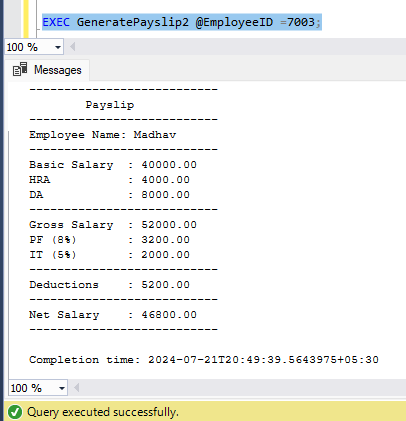 EXEC GeneratePayslip2 @EmployeeID =7003;
100 %
Messages
---------------------------
Payslip
---------------------------
Employee Name: Madhav
---------------------------
Basic Salary : 40000.00
HRA : 4000.00
DA : 8000.00
---------------------------
Gross Salary : 52000.00
PF (8%) : 3200.00
IT (5%) : 2000.00
---------------------------
Deductions : 5200.00
---------------------------
Net Salary : 46800.00
---------------------------
Completion time: 2024-07-21T20:49:39.5643975+05:30
100 %
Query executed successfully.